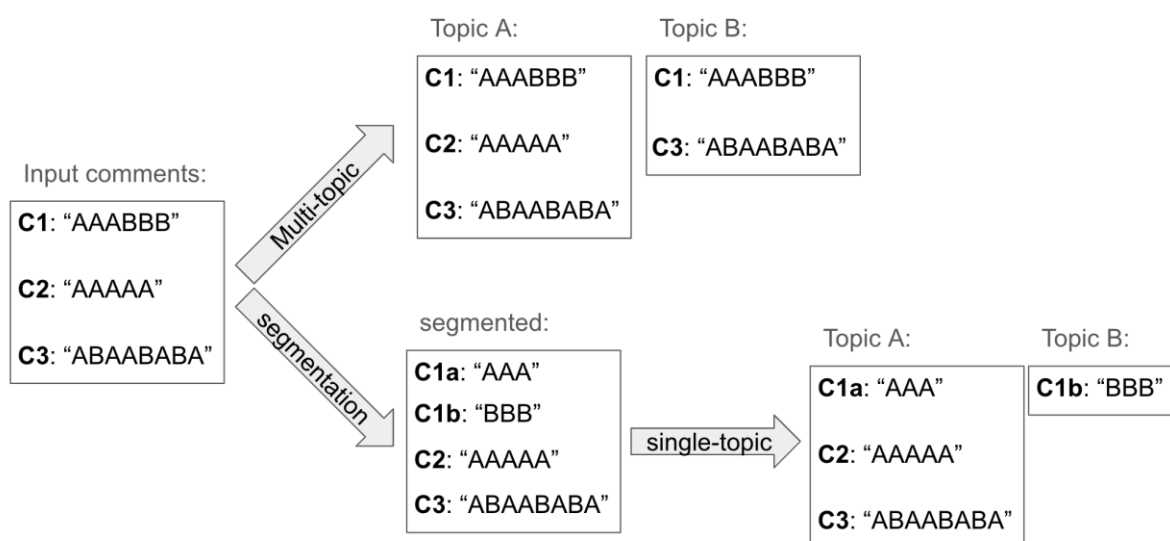 Input comments:
C1: “AAABBB”
C2: “AAAAA”
C3: “ABAABABA”
Multi-topic
Topic A:
C1: “AAABBB”
C2: “AAAAA”
C3: “ABAABABA”
Topic B:
C1: “AAABBB”
C3: “ABAABABA”
segmentation
segmented:
C1a: “AAA”
C1b: “BBB”
C2: “AAAAA”
C3: “ABAABABA”
single-topic
Topic A:
C1a: “AAA”
C2: “AAAAA”
C3: “ABAABABA”
Topic B:
C1b: “BBB”